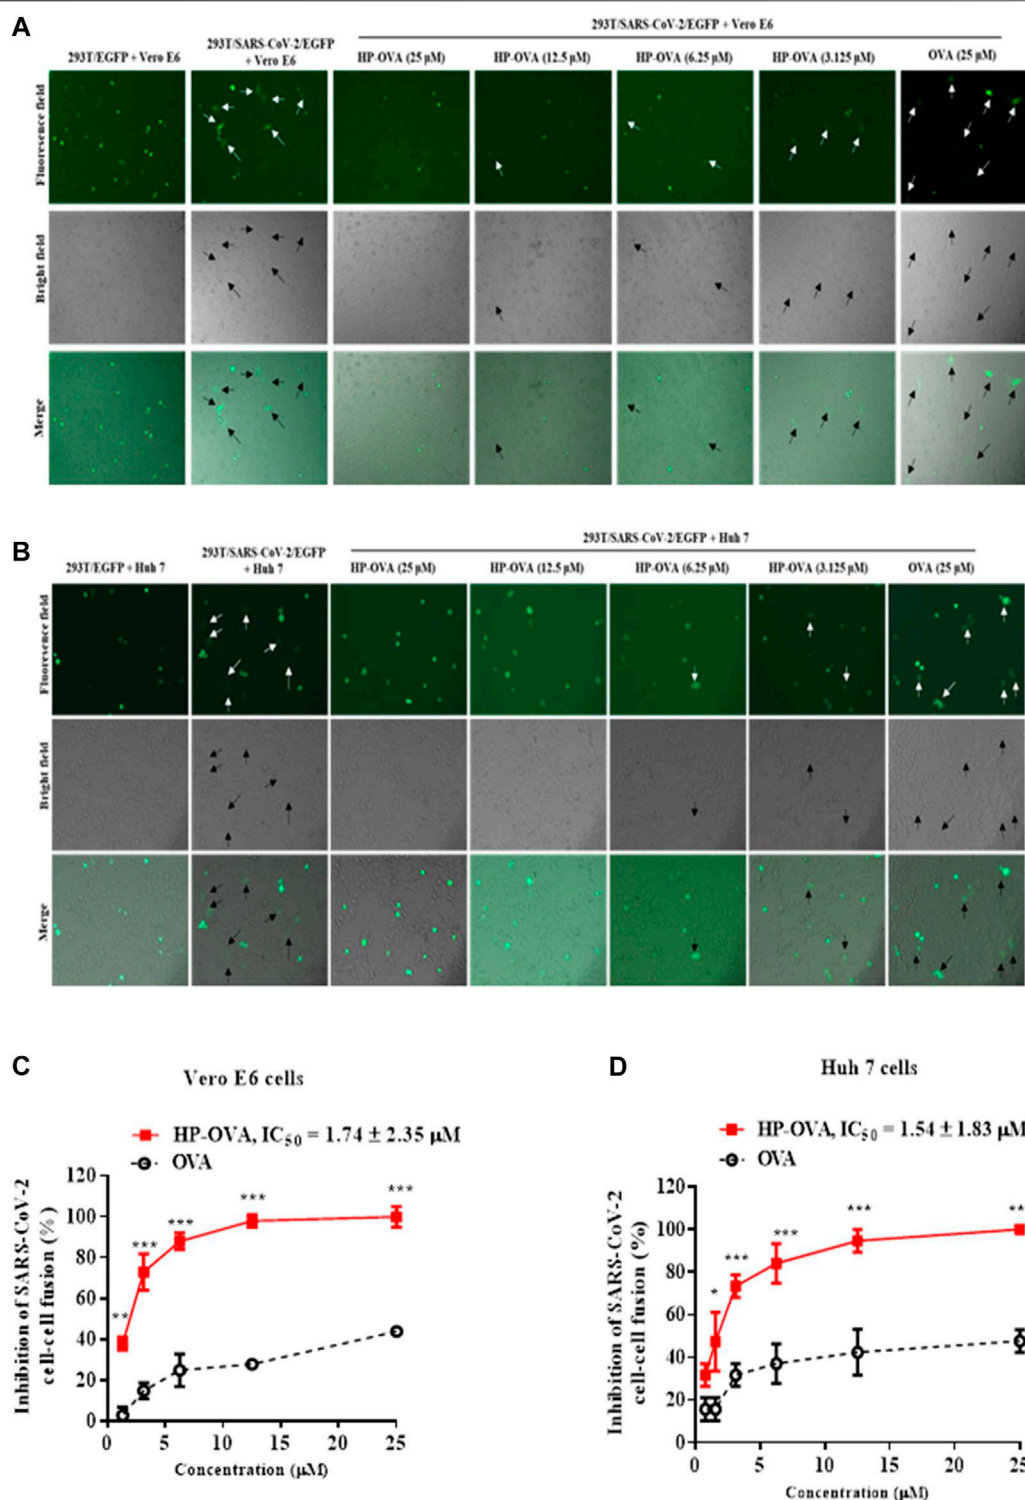 A
293T/SARS-CoV-2/EGFP + Vero E6
293T/EGFP + Vero E6
293T/SARS-CoV-2/EGFP
+ Vero E6
HP-OVA (25 μM)
HP-OVA (12.5 μM)
HP-OVA (6.25 μM)
HP-OVA (3.125 μM)
OVA (25 μM)
Fluorescence field
Bright field
Merge
B
293T/SARS-CoV-2/EGFP + Huh 7
293T/EGFP + Huh 7
293T/SARS-CoV-2/EGFP
+ Huh 7
HP-OVA (25 μM)
HP-OVA (12.5 μM)
HP-OVA (6.25 μM)
HP-OVA (3.125 μM)
OVA (25 μM)
Fluorescence field
Bright field
Merge
C
Vero E6 cells
HP-OVA, IC50 = 1.74 ± 2.35 μM
OVA
Inhibition of SARS-CoV-2
cell-cell fusion (%)
120
100
80
60
40
20
0
** *** *** *** ***
0 5 10 15 20 25
Concentration (μM)
D
Huh 7 cells
HP-OVA, IC50 = 1.54 ± 1.83 μM
OVA
Inhibition of SARS-CoV-2
cell-cell fusion (%)
120
100
80
60
40
20
0
* *** *** *** **
0 5 10 15 20 25
Concentration (μM)